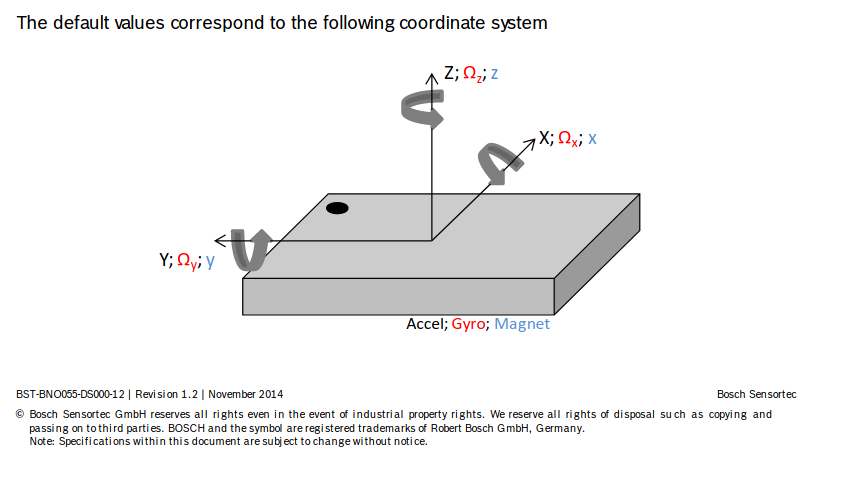 The default values correspond to the following coordinate system
Z; Ωz; z
X; Ωx; x
Y; Ωy; y
Accel; Gyro; Magnet
BST-BNO055-DS000-12 | Revision 1.2 | November 2014 Bosch Sensortec
© Bosch Sensortec GmbH reserves all rights even in the event of industrial property rights. We reserve all rights of disposal such as copying and
passing on to third parties. BOSCH and the symbol are registered trademarks of Robert Bosch GmbH, Germany.
Note: Specifications within this document are subject to change without notice.